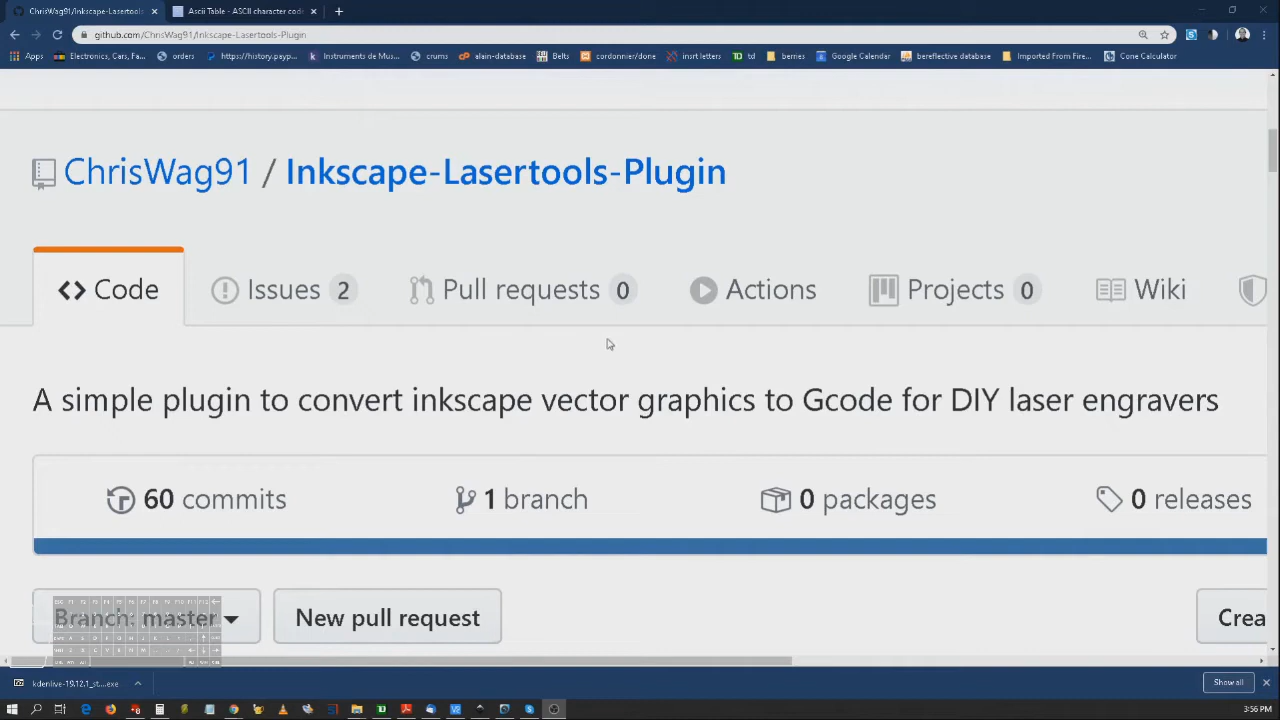 ChrisWag91/Inkscape-Lasertools
Ascii Table - ASCII character code
github.com/ChrisWag91/Inkscape-Lasertools-Plugin
Apps Electronics, Cars, Fa... orders https://history.payp... Instruments de Mus... crums alain-database Belts cordonnier/done insrt letters td berries Google Calendar bereflective database Imported From Fire... Cone Calculator
ChrisWag91 / Inkscape-Lasertools-Plugin
Code Issues 2 Pull requests 0 Actions Projects 0 Wiki
A simple plugin to convert inkscape vector graphics to Gcode for DIY laser engravers
60 commits 1 branch 0 packages 0 releases
Branch: master New pull request Crea
kdenlive-19.12.1_st....exe Show all
3:56 PM